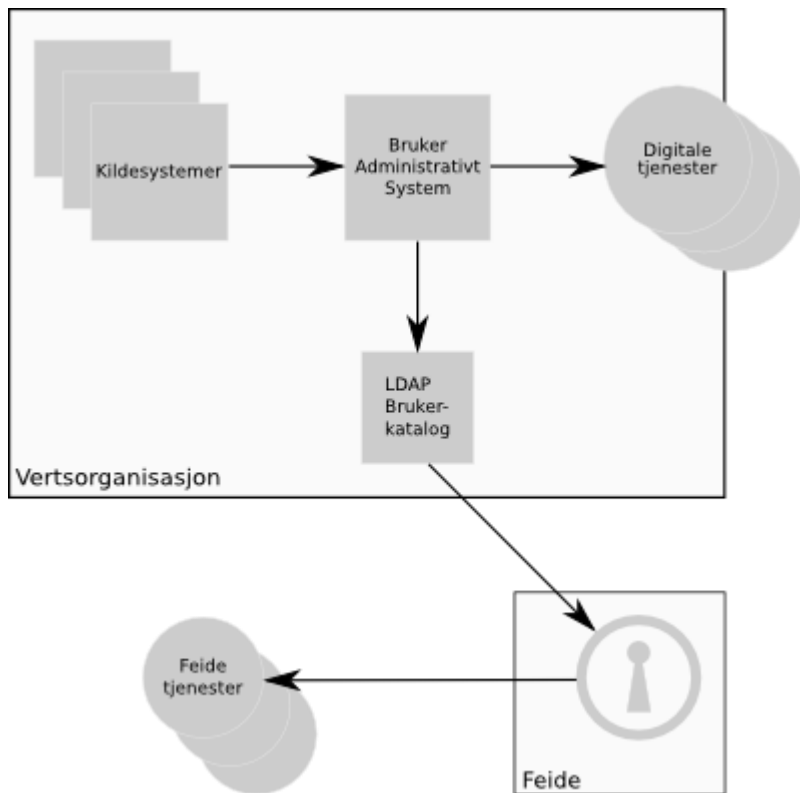 Kildesystemer
Bruker
Administrativt
System
Digitale
tjenester
LDAP
Bruker-
katalog
Vertsorganisasjon
Feide
tjenester
Feide